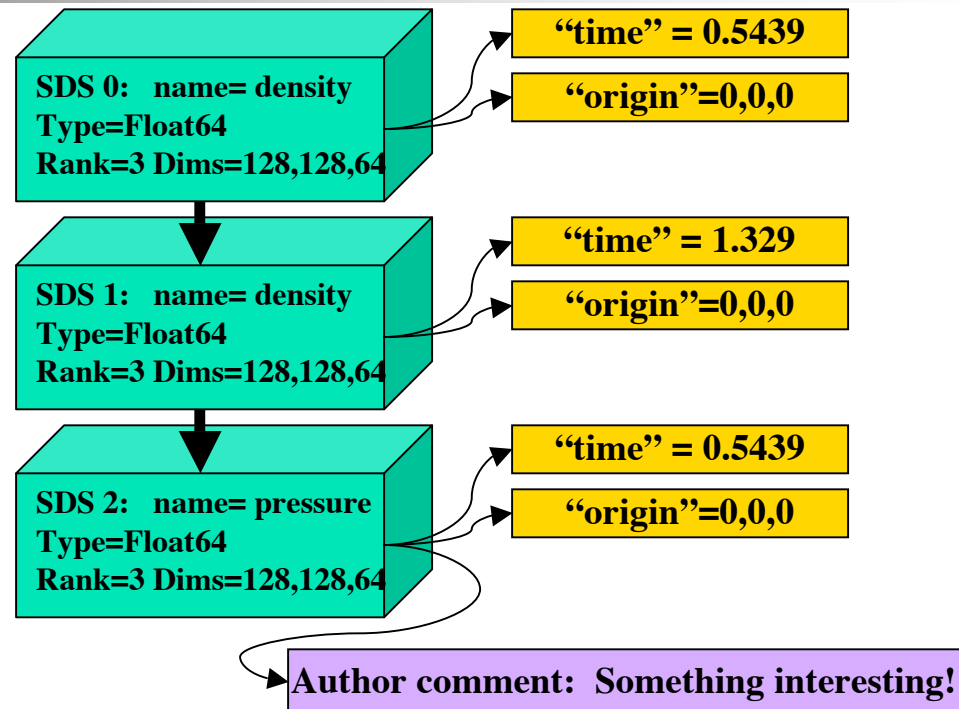 “time” = 0.5439
“origin”=0,0,0
SDS 0: name= density
Type=Float64
Rank=3 Dims=128,128,64
“time” = 1.329
“origin”=0,0,0
SDS 1: name= density
Type=Float64
Rank=3 Dims=128,128,64
“time” = 0.5439
“origin”=0,0,0
SDS 2: name= pressure
Type=Float64
Rank=3 Dims=128,128,64
Author comment: Something interesting!